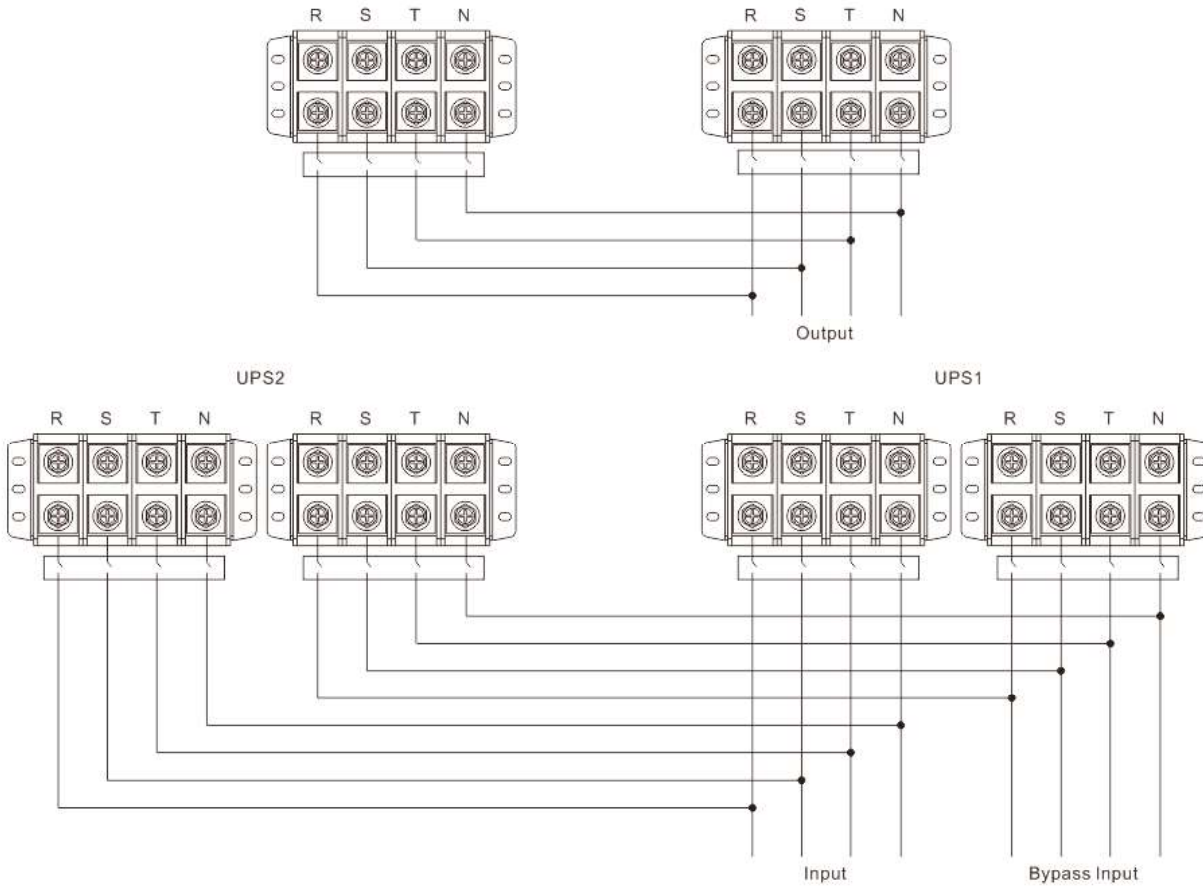 R S T N R S T N
Output
UPS2 UPS1
R S T N R S T N R S T N R S T N
Input Bypass Input